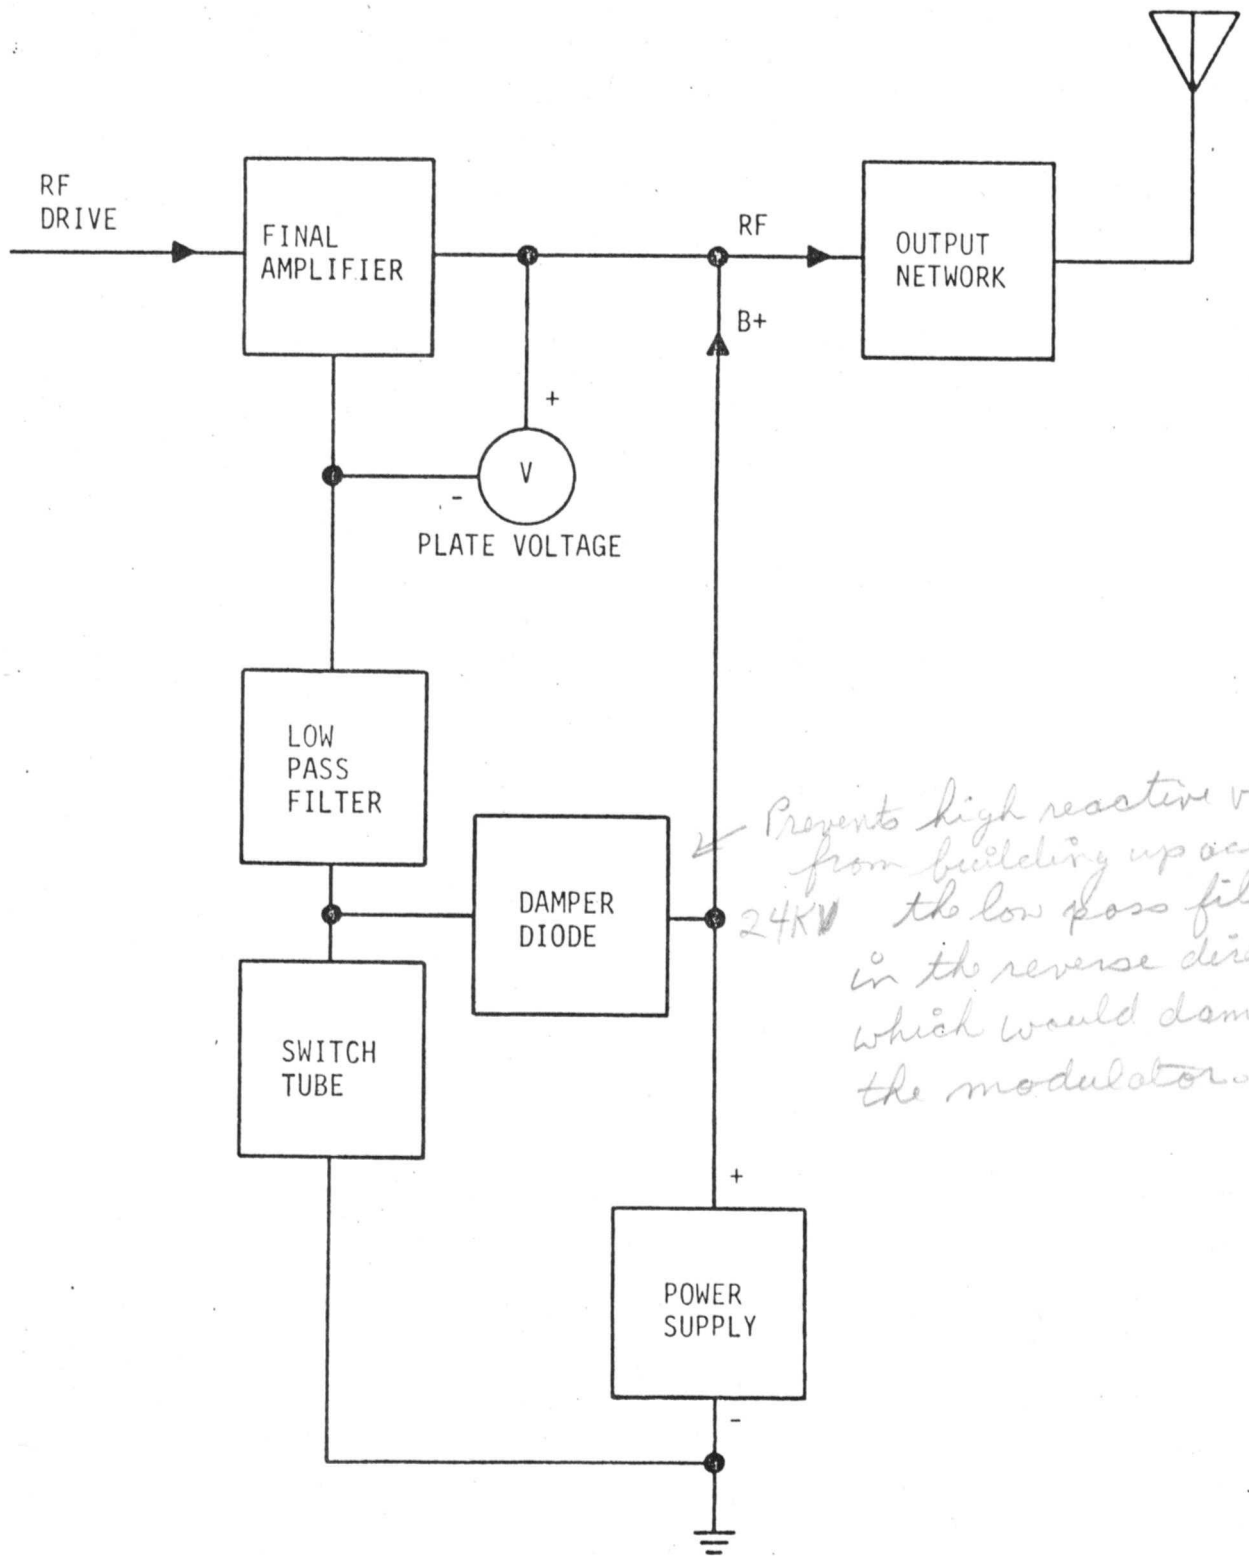 RF
DRIVE
FINAL
AMPLIFIER
RF
OUTPUT
NETWORK
B+
+
V
-
PLATE VOLTAGE
LOW
PASS
FILTER
DAMPER
DIODE
Prevents high reactive
from building up
24KV the low pass
in the reverse
which would
the modulator.
SWITCH
TUBE
+
POWER
SUPPLY
-